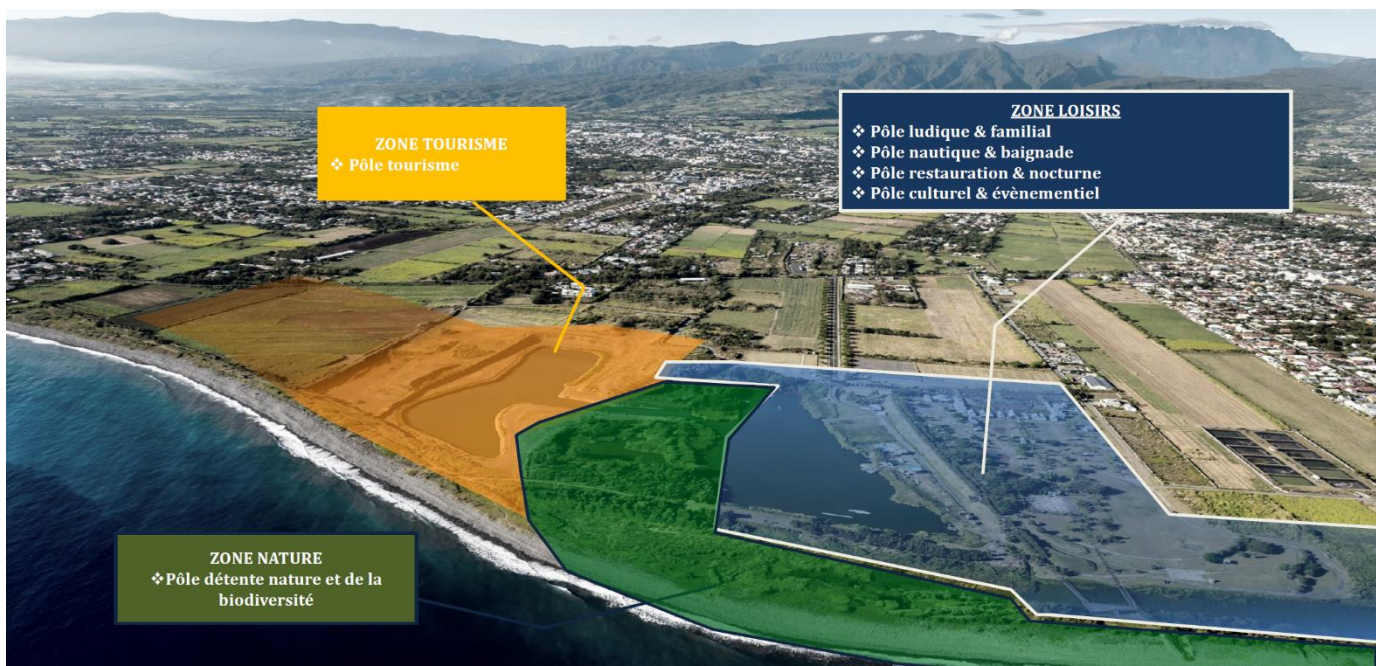 ZONE TOURISME
❖ Pôle tourisme
ZONE LOISIRS
❖ Pôle ludique & familial
❖ Pôle nautique & baignade
❖ Pôle restauration & nocturne
❖ Pôle culturel & évènementiel
ZONE NATURE
❖Pôle détente nature et de la
biodiversité